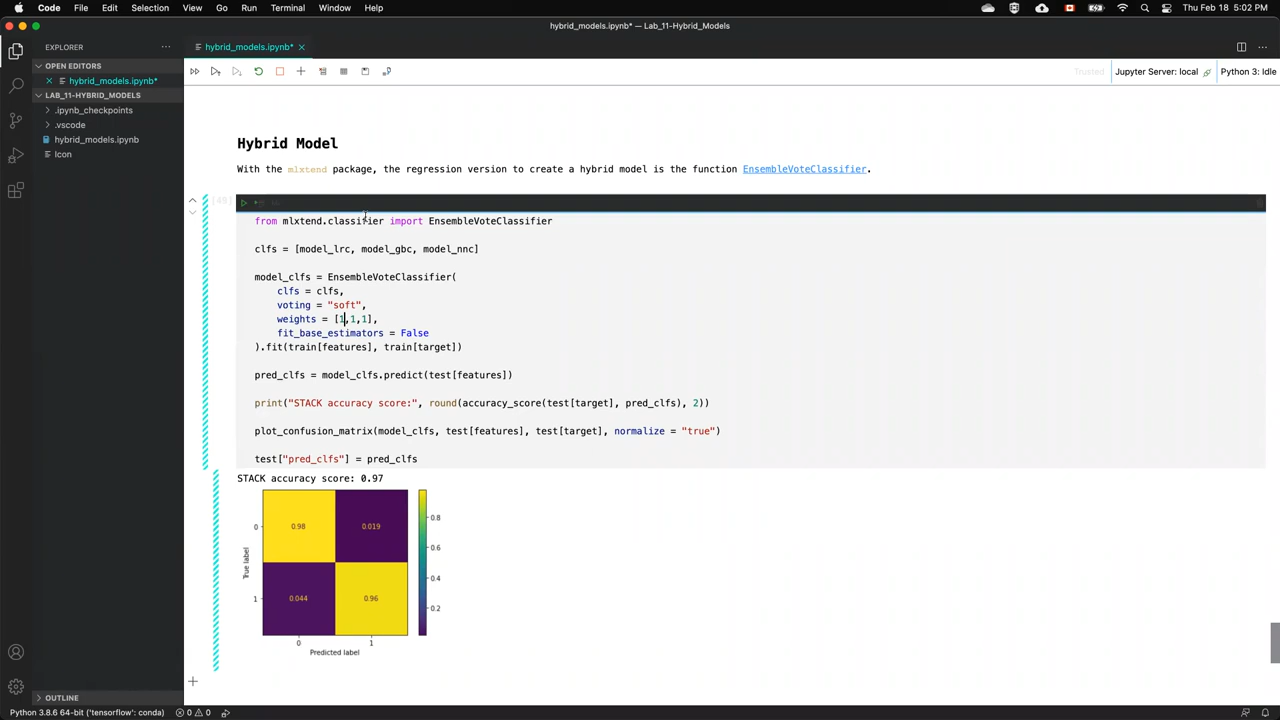 Code File Edit Selection View Go Run Terminal Window Help Thu Feb 18 5:02 PM
hybrid_models.ipynb* — Lab_11-Hybrid_Models
EXPLORER ···
hybrid_models.ipynb* ×
OPEN EDITORS
× hybrid_models.ipynb*
LAB_11-HYBRID_MODELS
> .ipynb_checkpoints
> .vscode
hybrid_models.ipynb
Icon
Trusted Jupyter Server: local Python 3: Idle
Hybrid Model
With the mlxtend package, the regression version to create a hybrid model is the function EnsembleVoteClassifier.
[49]
from mlxtend.classifier import EnsembleVoteClassifier
clfs = [model_lrc, model_gbc, model_nnc]
model_clfs = EnsembleVoteClassifier(
clfs = clfs,
voting = "soft",
weights = [1,1,1],
fit_base_estimators = False
).fit(train[features], train[target])
pred_clfs = model_clfs.predict(test[features])
print("STACK accuracy score:", round(accuracy_score(test[target], pred_clfs), 2))
plot_confusion_matrix(model_clfs, test[features], test[target], normalize = "true")
test["pred_clfs"] = pred_clfs
STACK accuracy score: 0.97
True label
0
1
0.98 0.019
0.044 0.96
0 1
Predicted label
0.8
0.6
0.4
0.2
> OUTLINE
Python 3.8.6 64-bit ('tensorflow': conda) 0 0